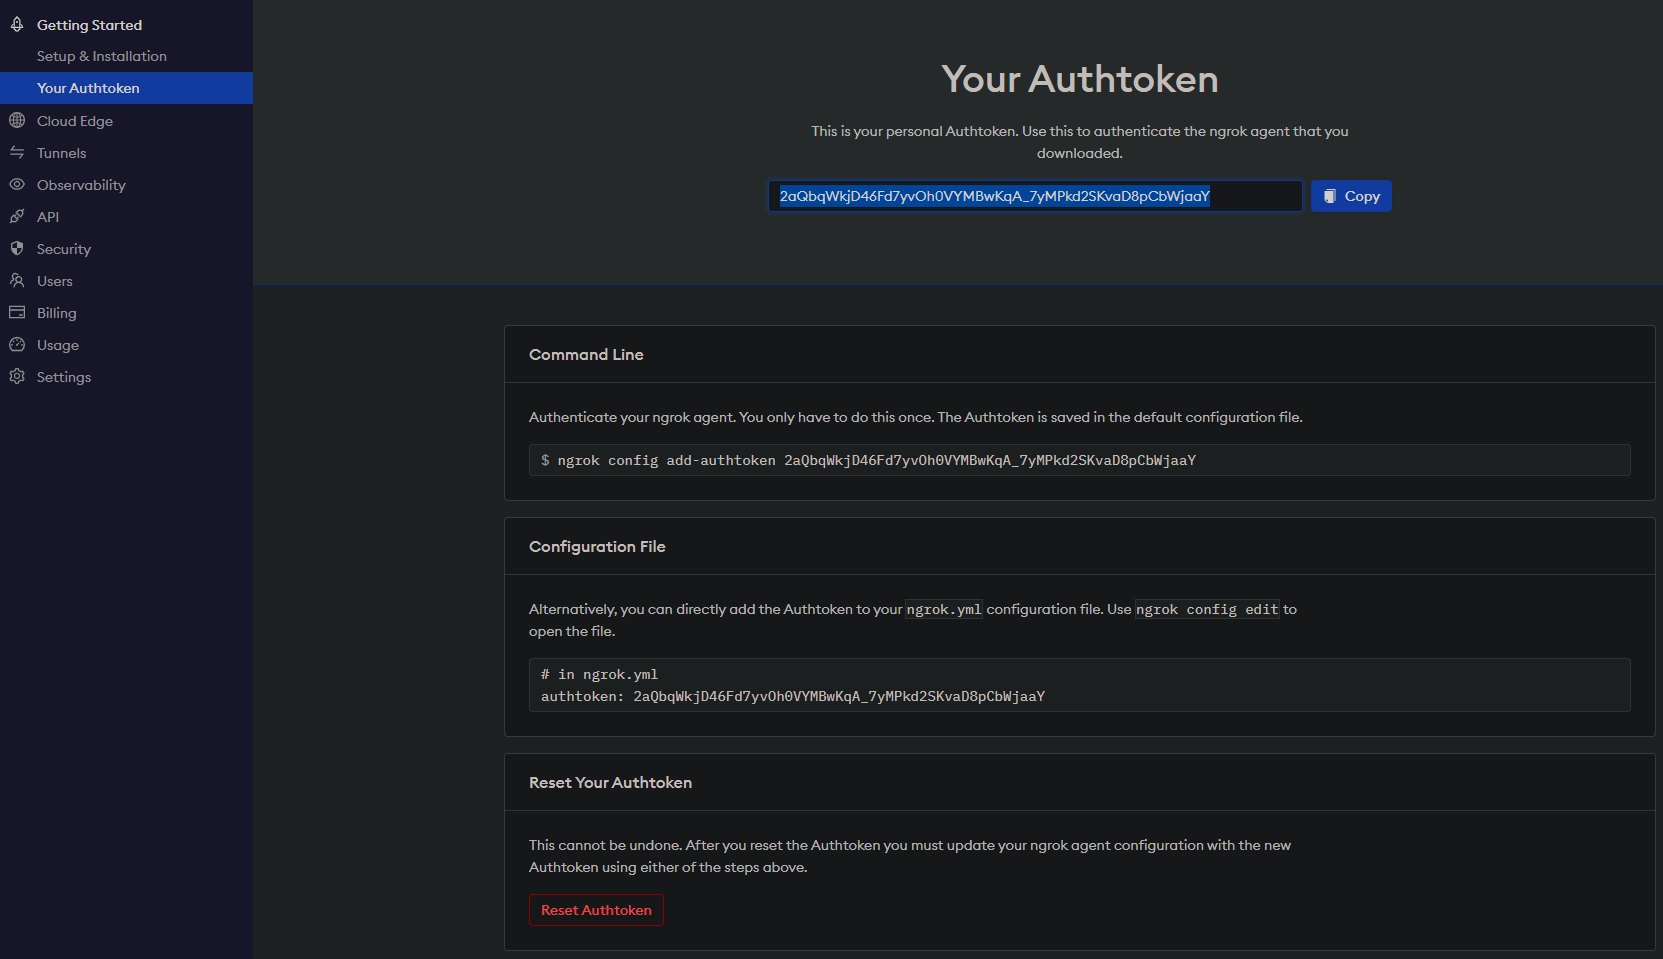 Getting Started
Setup & Installation
Your Authtoken
Cloud Edge
Tunnels
Observability
API
Security
Users
Billing
Usage
Settings
Your Authtoken
This is your personal Authtoken. Use this to authenticate the ngrok agent that you
downloaded.
2aQbqWkjD46Fd7yvOh0VYMBwKqA_7yMPkd2SKvaD8pCbWjaaY
Copy
Command Line
Authenticate your ngrok agent. You only have to do this once. The Authtoken is saved in the default configuration file.
$ ngrok config add-authtoken 2aQbqWkjD46Fd7yvOh0VYMBwKqA_7yMPkd2SKvaD8pCbWjaaY
Configuration File
Alternatively, you can directly add the Authtoken to your ngrok.yml configuration file. Use ngrok config edit to
open the file.
# in ngrok.yml
authtoken: 2aQbqWkjD46Fd7yvOh0VYMBwKqA_7yMPkd2SKvaD8pCbWjaaY
Reset Your Authtoken
This cannot be undone. After you reset the Authtoken you must update your ngrok agent configuration with the new
Authtoken using either of the steps above.
Reset Authtoken